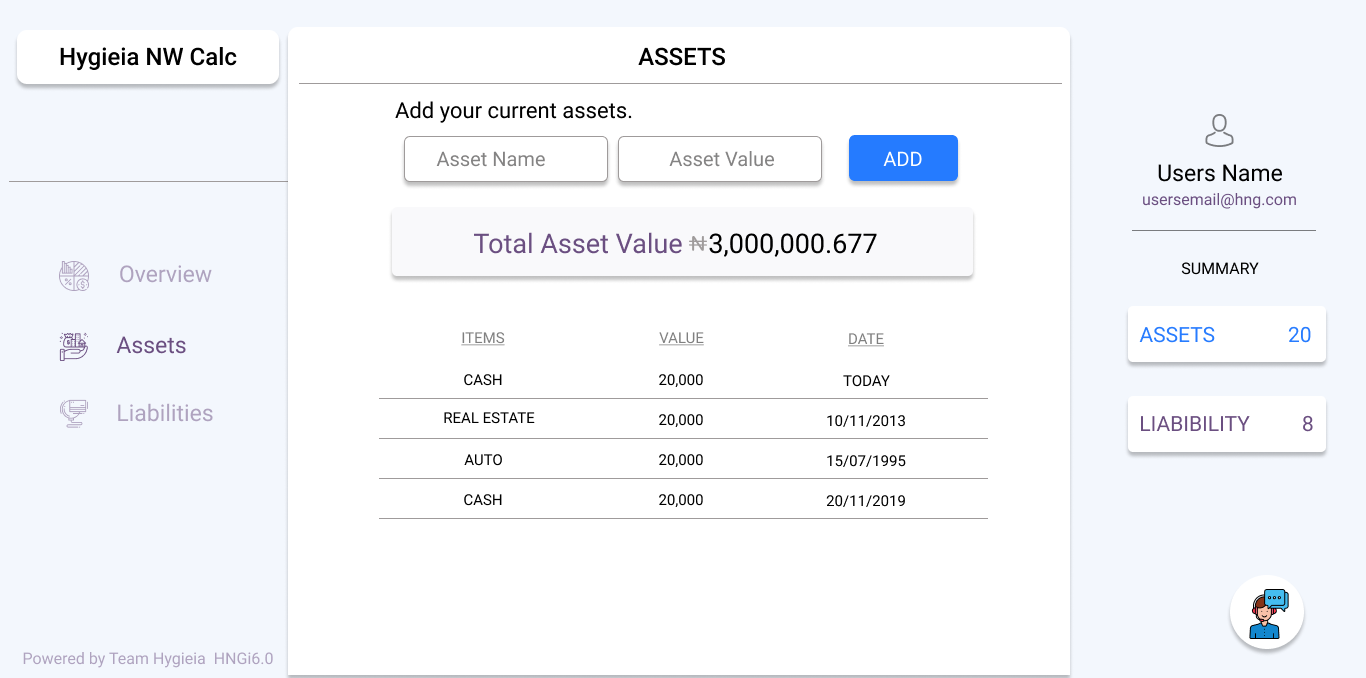 Hygieia NW Calc
Overview
Assets
Liabilities
Powered by Team Hygieia HNGi6.0
ASSETS
Add your current assets.
Asset Name Asset Value ADD
Total Asset Value ₦3,000,000.677
ITEMS VALUE DATE
CASH 20,000 TODAY
REAL ESTATE 20,000 10/11/2013
AUTO 20,000 15/07/1995
CASH 20,000 20/11/2019
Users Name
usersemail@hng.com
SUMMARY
ASSETS 20
LIABIBILITY 8